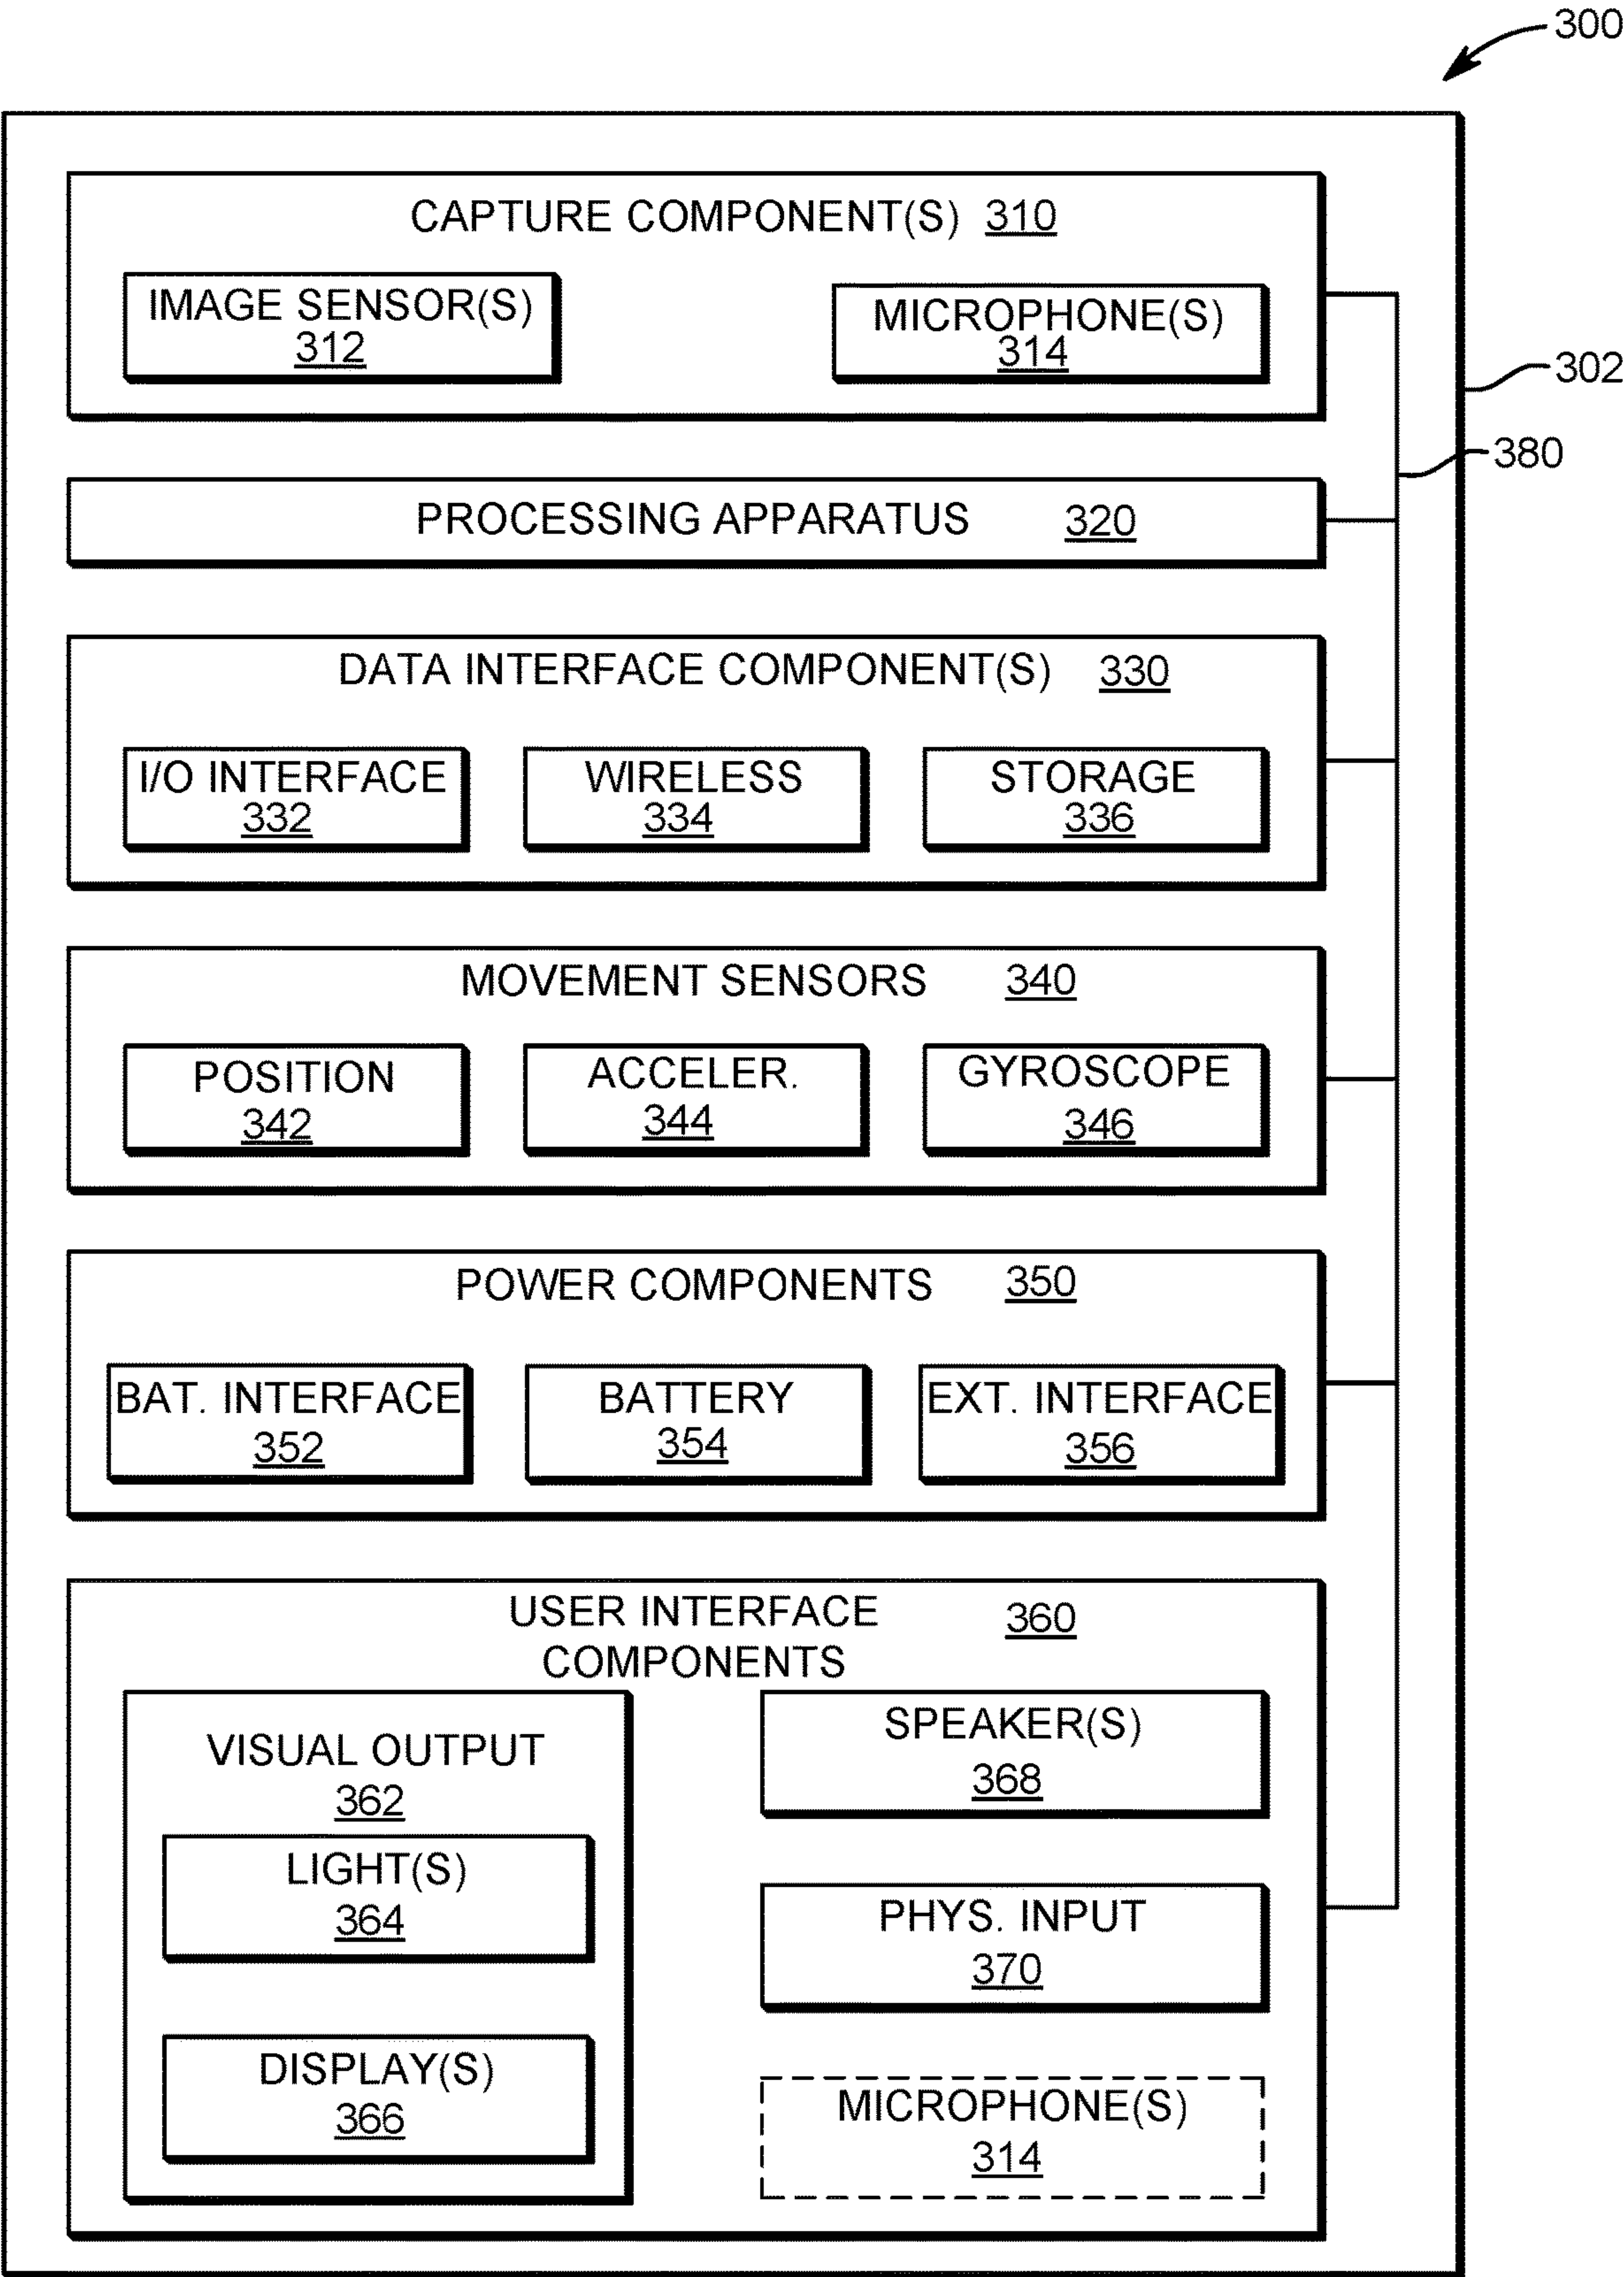 300
CAPTURE COMPONENT(S) 310
IMAGE SENSOR(S)
312
MICROPHONE(S)
314
302
380
PROCESSING APPARATUS 320
DATA INTERFACE COMPONENT(S) 330
I/O INTERFACE
332
WIRELESS
334
STORAGE
336
MOVEMENT SENSORS 340
POSITION
342
ACCELER.
344
GYROSCOPE
346
POWER COMPONENTS 350
BAT. INTERFACE
352
BATTERY
354
EXT. INTERFACE
356
USER INTERFACE 360
COMPONENTS
VISUAL OUTPUT
362
LIGHT(S)
364
DISPLAY(S)
366
SPEAKER(S)
368
PHYS. INPUT
370
MICROPHONE(S)
314